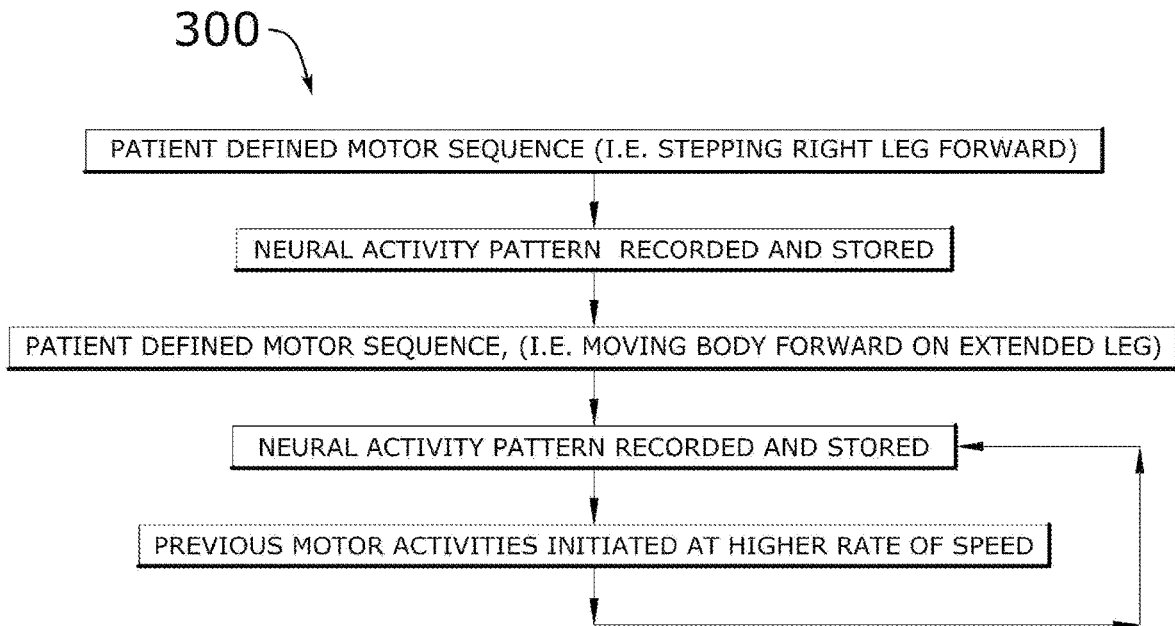 300
PATIENT DEFINED MOTOR SEQUENCE (I.E. STEPPING RIGHT LEG FORWARD)
NEURAL ACTIVITY PATTERN RECORDED AND STORED
PATIENT DEFINED MOTOR SEQUENCE, (I.E. MOVING BODY FORWARD ON EXTENDED LEG)
NEURAL ACTIVITY PATTERN RECORDED AND STORED
PREVIOUS MOTOR ACTIVITIES INITIATED AT HIGHER RATE OF SPEED